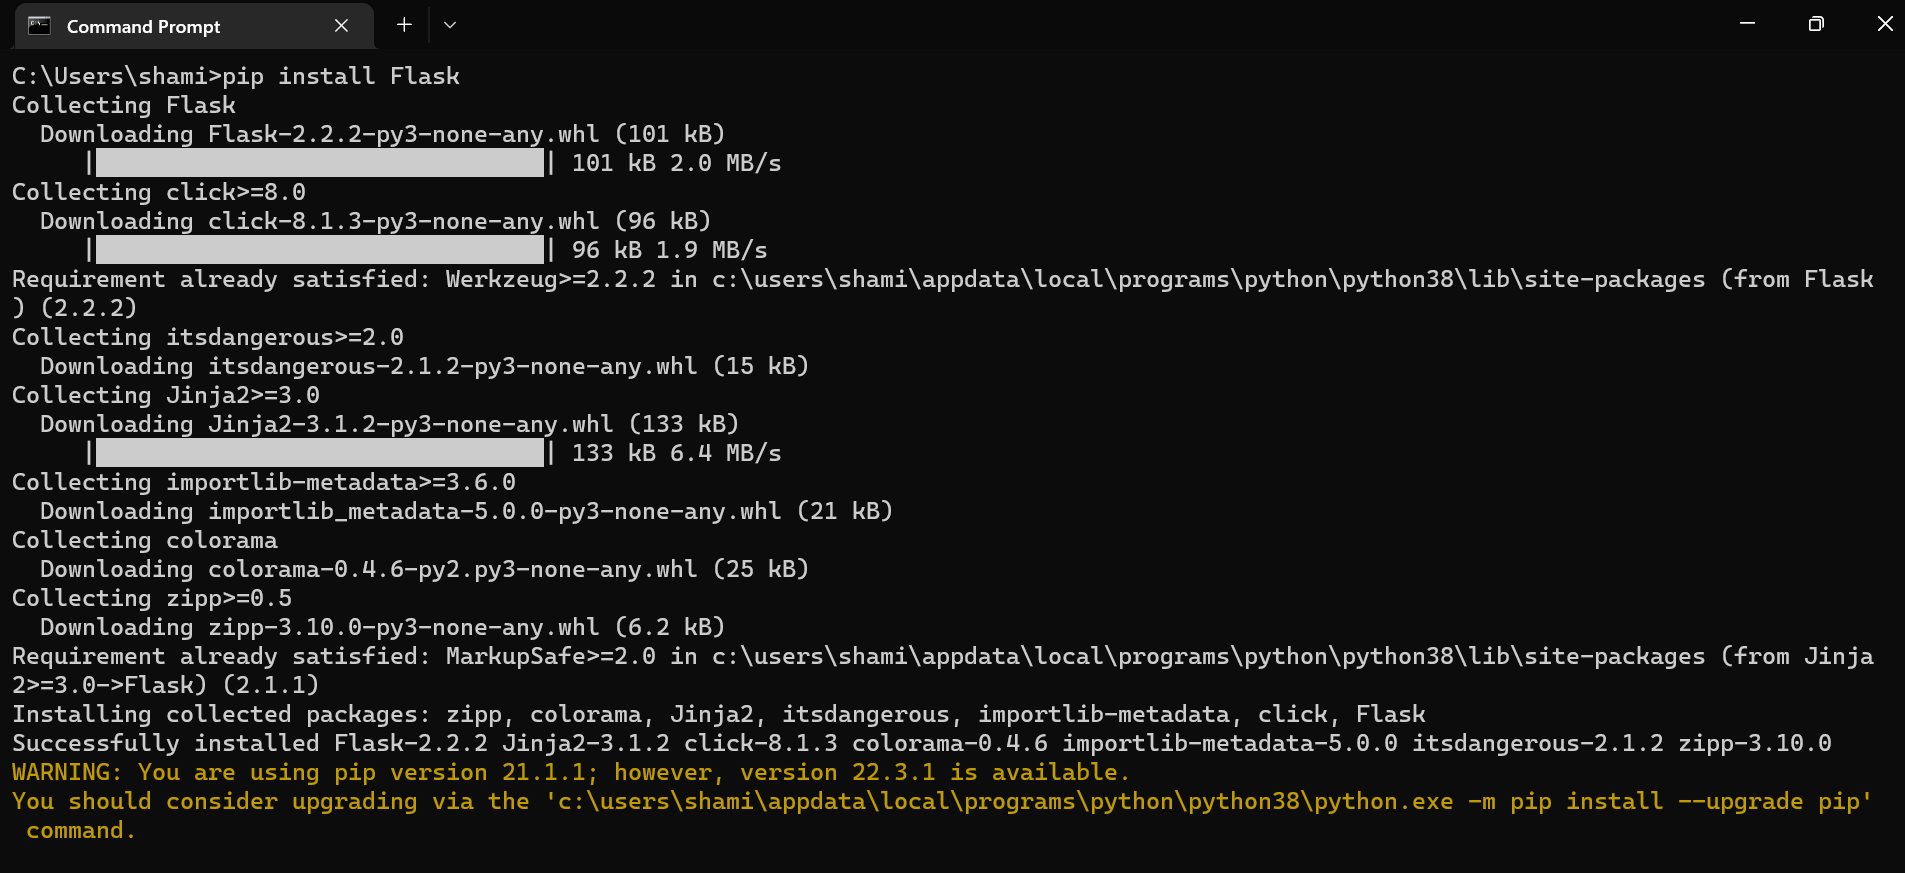 Command Prompt
C:\Users\shami>pip install Flask
Collecting Flask
  Downloading Flask-2.2.2-py3-none-any.whl (101 kB)
     | | 101 kB 2.0 MB/s
Collecting click>=8.0
  Downloading click-8.1.3-py3-none-any.whl (96 kB)
     | | 96 kB 1.9 MB/s
Requirement already satisfied: Werkzeug>=2.2.2 in c:\users\shami\appdata\local\programs\python\python38\lib\site-packages (from Flask
) (2.2.2)
Collecting itsdangerous>=2.0
  Downloading itsdangerous-2.1.2-py3-none-any.whl (15 kB)
Collecting Jinja2>=3.0
  Downloading Jinja2-3.1.2-py3-none-any.whl (133 kB)
     | | 133 kB 6.4 MB/s
Collecting importlib-metadata>=3.6.0
  Downloading importlib_metadata-5.0.0-py3-none-any.whl (21 kB)
Collecting colorama
  Downloading colorama-0.4.6-py2.py3-none-any.whl (25 kB)
Collecting zipp>=0.5
  Downloading zipp-3.10.0-py3-none-any.whl (6.2 kB)
Requirement already satisfied: MarkupSafe>=2.0 in c:\users\shami\appdata\local\programs\python\python38\lib\site-packages (from Jinja
2>=3.0->Flask) (2.1.1)
Installing collected packages: zipp, colorama, Jinja2, itsdangerous, importlib-metadata, click, Flask
Successfully installed Flask-2.2.2 Jinja2-3.1.2 click-8.1.3 colorama-0.4.6 importlib-metadata-5.0.0 itsdangerous-2.1.2 zipp-3.10.0
WARNING: You are using pip version 21.1.1; however, version 22.3.1 is available.
You should consider upgrading via the 'c:\users\shami\appdata\local\programs\python\python38\python.exe -m pip install --upgrade pip'
 command.